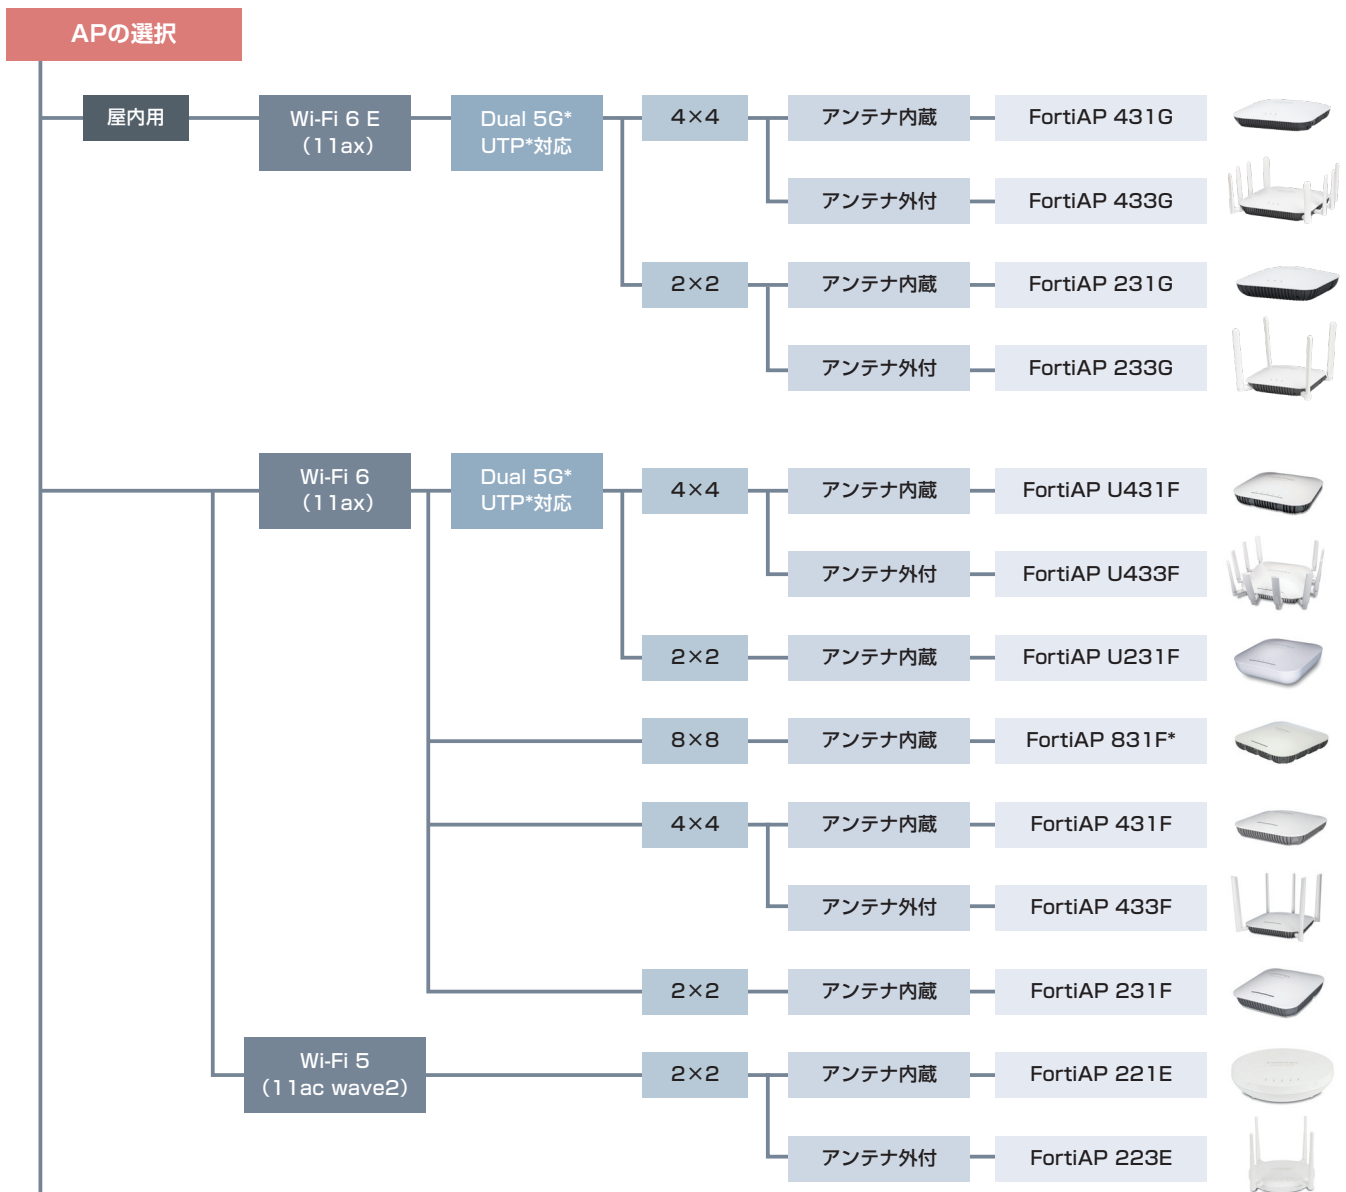 APの選択
屋内用
Wi-Fi 6 E
（11ax）
Dual 5G*
UTP*対応
4×4
アンテナ内蔵
FortiAP 431G
アンテナ外付
FortiAP 433G
2×2
アンテナ内蔵
FortiAP 231G
アンテナ外付
FortiAP 233G
Wi-Fi 6
（11ax）
Dual 5G*
UTP*対応
4×4
アンテナ内蔵
FortiAP U431F
アンテナ外付
FortiAP U433F
2×2
アンテナ内蔵
FortiAP U231F
8×8
アンテナ内蔵
FortiAP 831F*
4×4
アンテナ内蔵
FortiAP 431F
アンテナ外付
FortiAP 433F
2×2
アンテナ内蔵
FortiAP 231F
Wi-Fi 5
（11ac wave2）
2×2
アンテナ内蔵
FortiAP 221E
アンテナ外付
FortiAP 223E